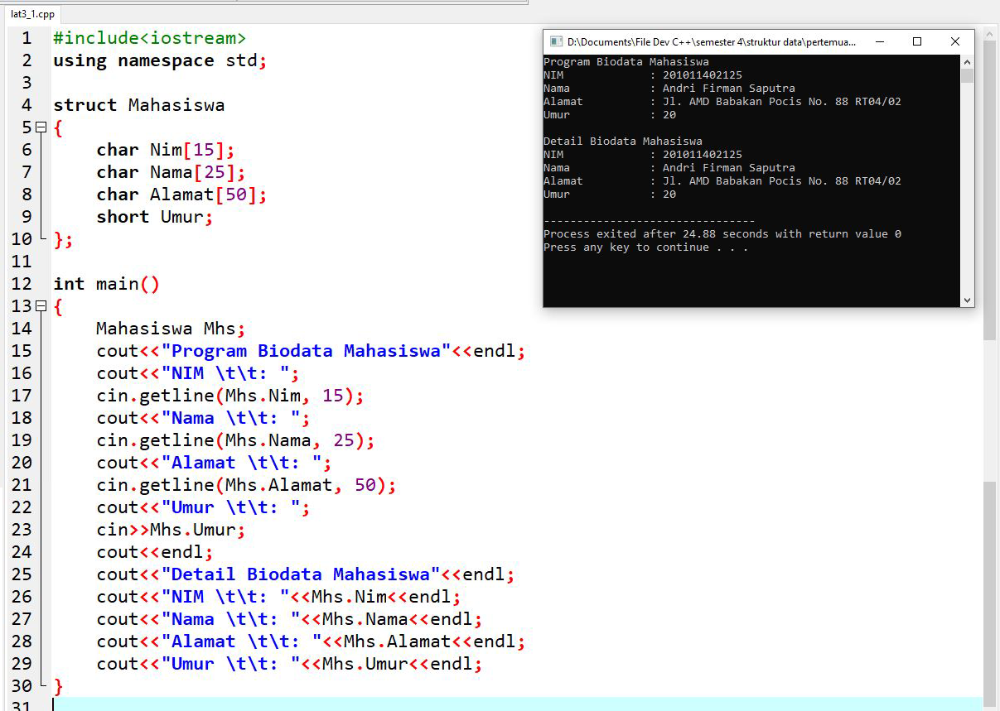 lat3_1.cpp
1 #include<iostream>
2 using namespace std;
3
4 struct Mahasiswa
5 {
6     char Nim[15];
7     char Nama[25];
8     char Alamat[50];
9     short Umur;
10 };
11
12 int main()
13 {
14     Mahasiswa Mhs;
15     cout<<"Program Biodata Mahasiswa"<<endl;
16     cout<<"NIM \t\t: ";
17     cin.getline(Mhs.Nim, 15);
18     cout<<"Nama \t\t: ";
19     cin.getline(Mhs.Nama, 25);
20     cout<<"Alamat \t\t: ";
21     cin.getline(Mhs.Alamat, 50);
22     cout<<"Umur \t\t: ";
23     cin>>Mhs.Umur;
24     cout<<endl;
25     cout<<"Detail Biodata Mahasiswa"<<endl;
26     cout<<"NIM \t\t: "<<Mhs.Nim<<endl;
27     cout<<"Nama \t\t: "<<Mhs.Nama<<endl;
28     cout<<"Alamat \t\t: "<<Mhs.Alamat<<endl;
29     cout<<"Umur \t\t: "<<Mhs.Umur<<endl;
30 }
31
D:\Documents\File Dev C++\semester 4\struktur data\pertemua...
Program Biodata Mahasiswa
NIM             : 201011402125
Nama            : Andri Firman Saputra
Alamat          : Jl. AMD Babakan Pocis No. 88 RT04/02
Umur            : 20

Detail Biodata Mahasiswa
NIM             : 201011402125
Nama            : Andri Firman Saputra
Alamat          : Jl. AMD Babakan Pocis No. 88 RT04/02
Umur            : 20

--------------------------------
Process exited after 24.88 seconds with return value 0
Press any key to continue . . .